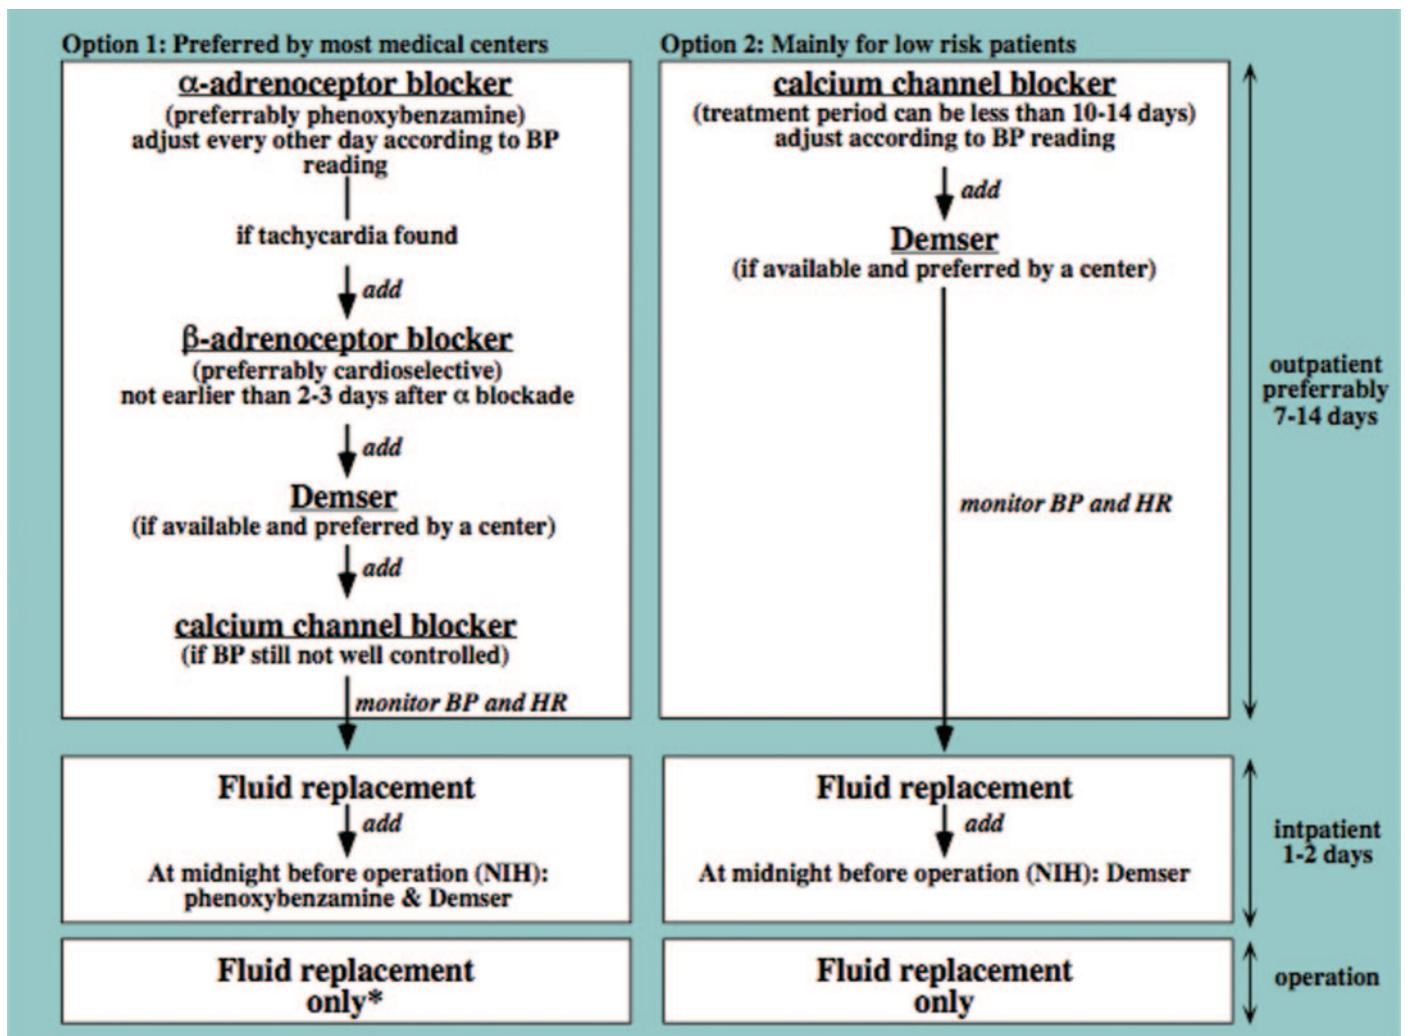 Option 1: Preferred by most medical centers
α-adrenoceptor blocker
(preferrably phenoxybenzamine)
adjust every other day according to BP
reading
if tachycardia found
add
β-adrenoceptor blocker
(preferrably cardioselective)
not earlier than 2-3 days after α blockade
add
Demser
(if available and preferred by a center)
add
calcium channel blocker
(if BP still not well controlled)
monitor BP and HR
Fluid replacement
add
At midnight before operation (NIH):
phenoxybenzamine & Demser
Fluid replacement
only*
Option 2: Mainly for low risk patients
calcium channel blocker
(treatment period can be less than 10-14 days)
adjust according to BP reading
add
Demser
(if available and preferred by a center)
monitor BP and HR
Fluid replacement
add
At midnight before operation (NIH): Demser
Fluid replacement
only
outpatient
preferrably
7-14 days
intpatient
1-2 days
operation